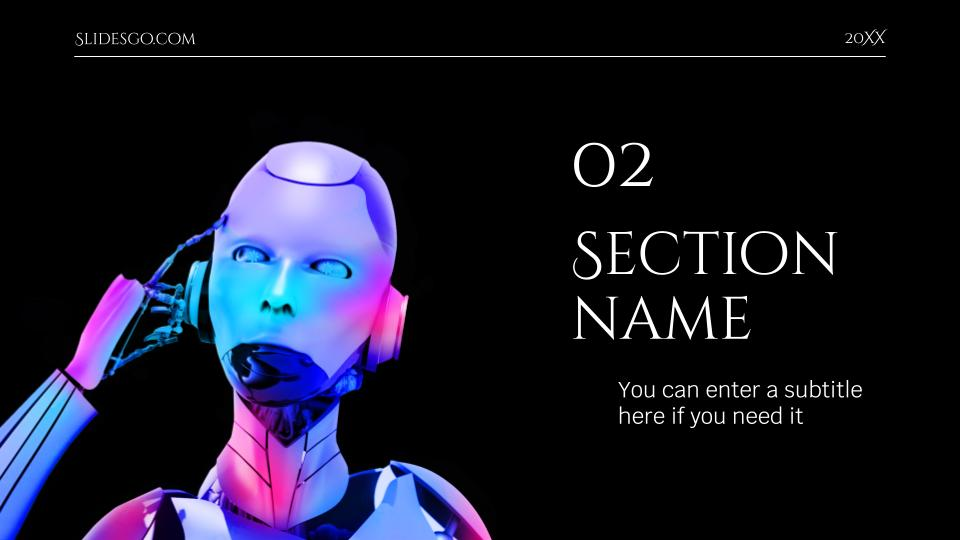 Slidesgo.com
20XX
02
Section
name
You can enter a subtitle
here if you need it